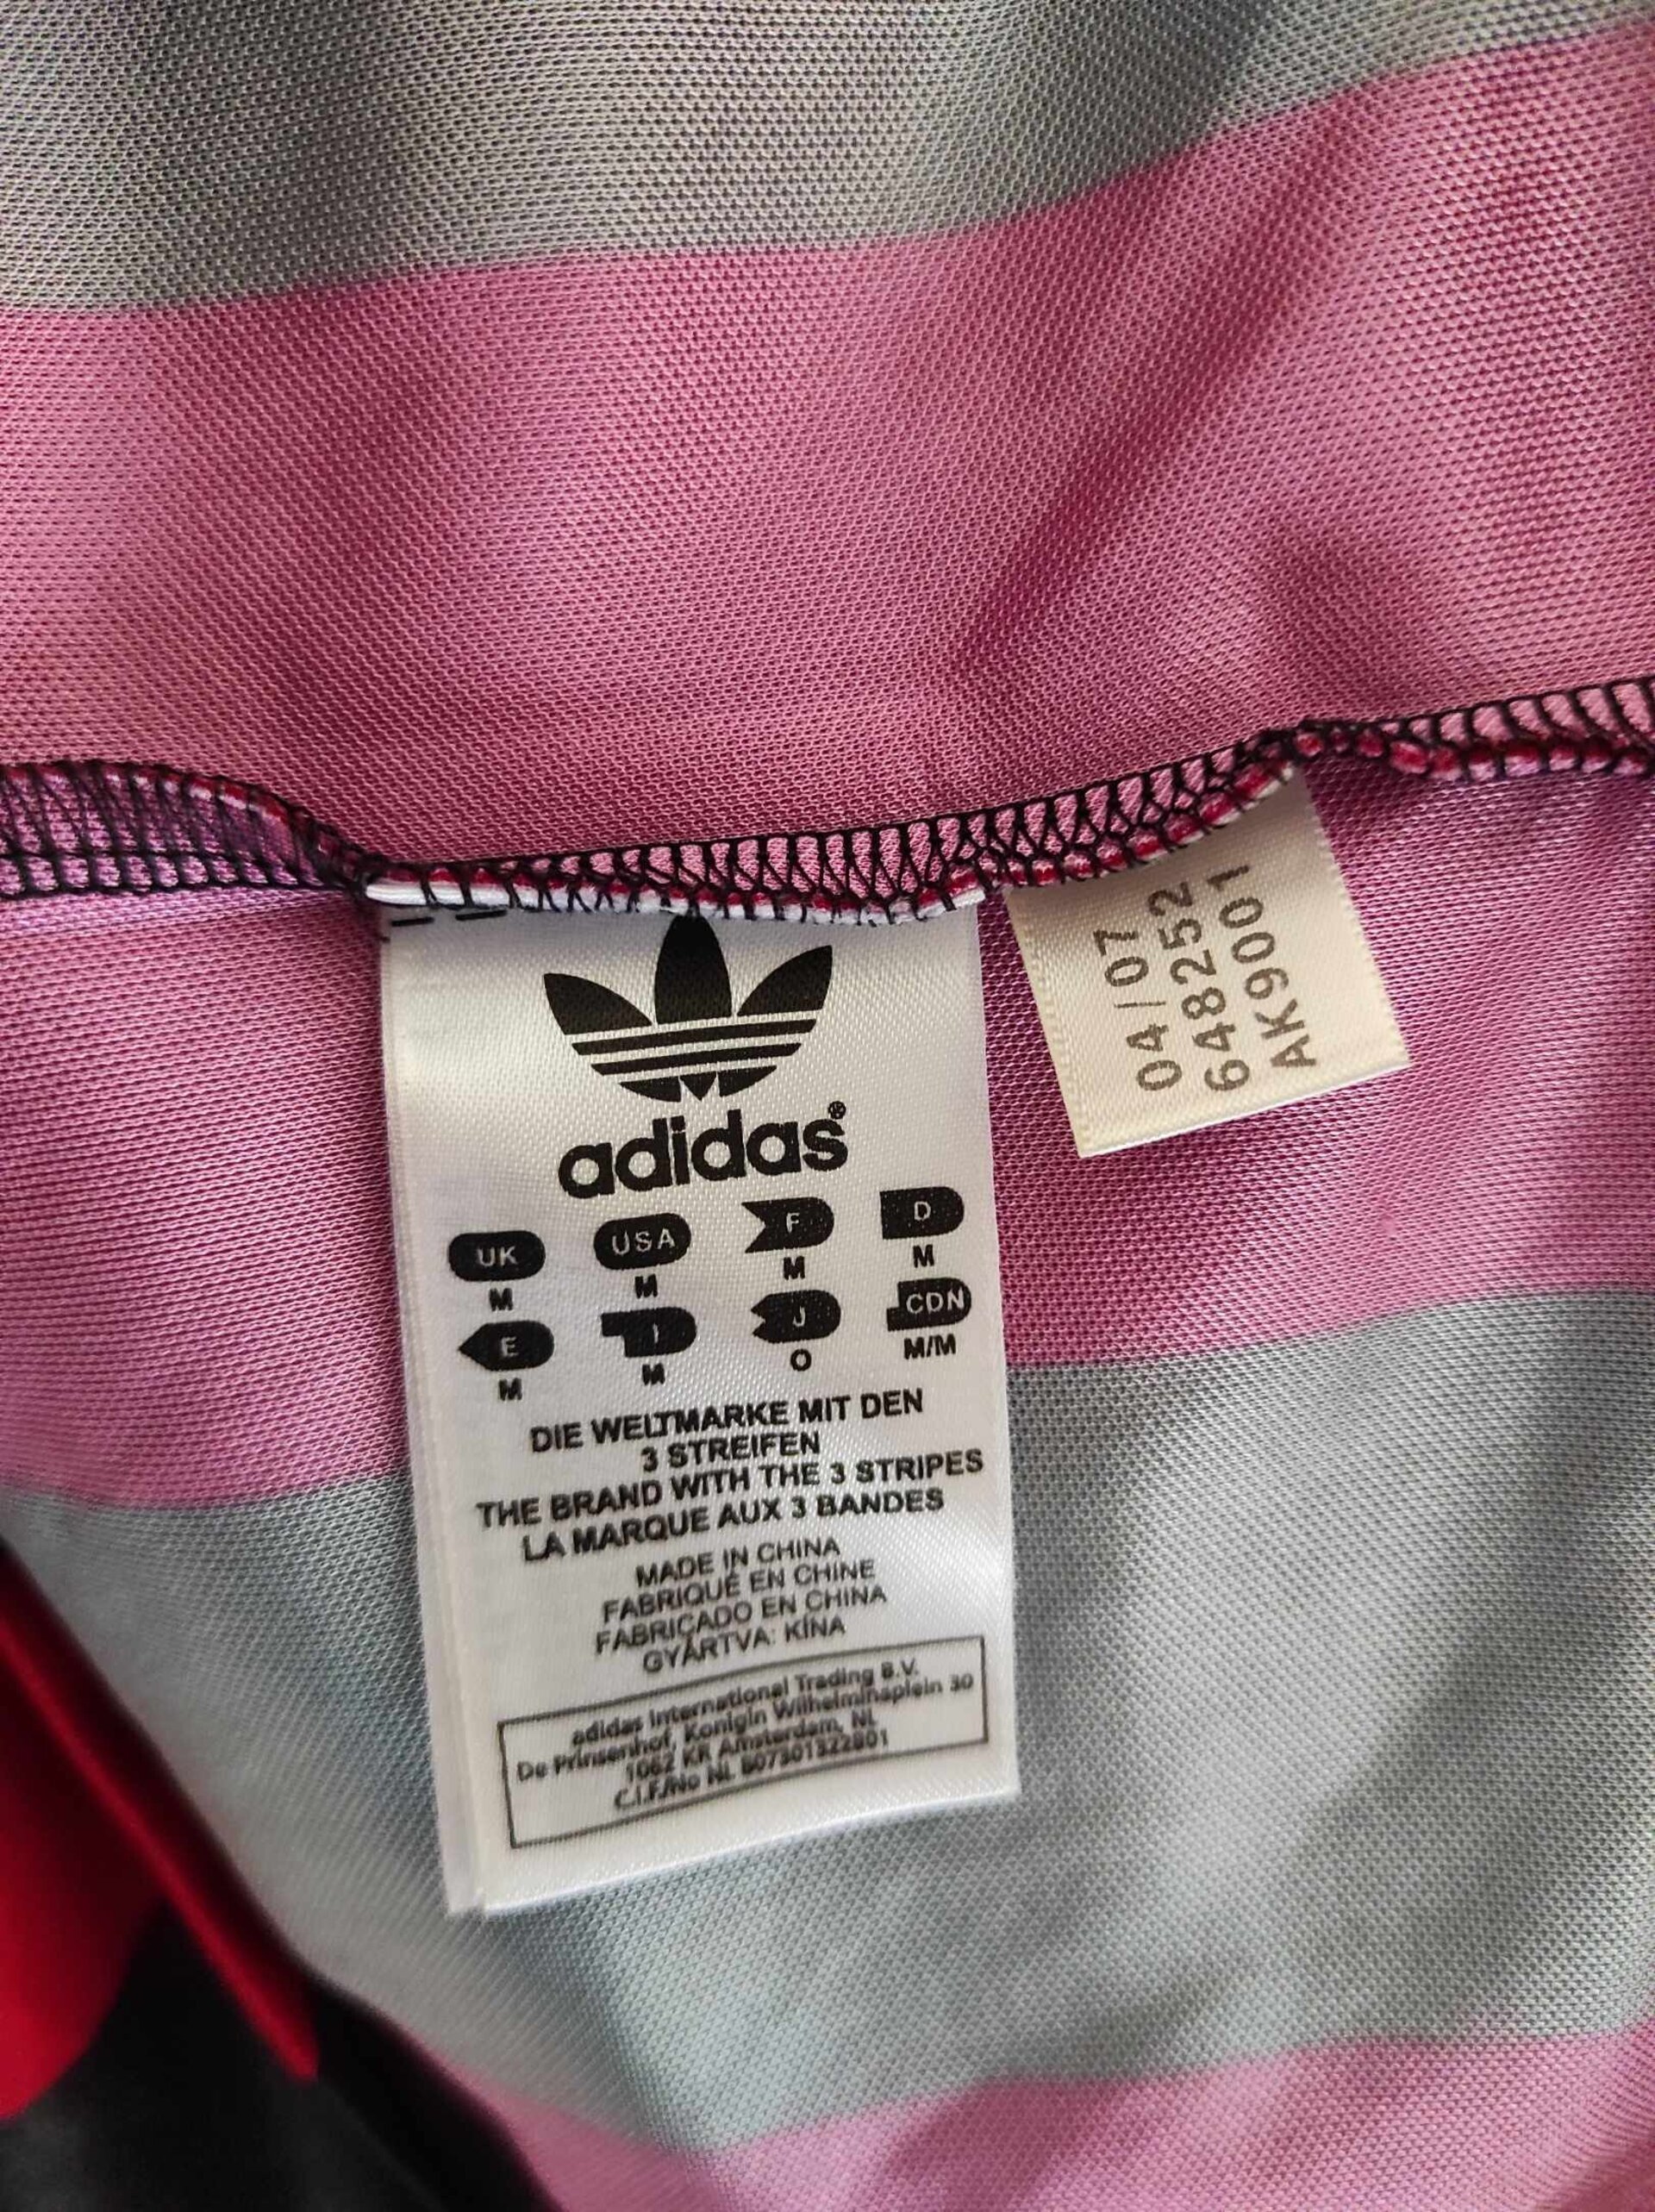 adidas®
UK USA F D
M M M M
E I J CDN
M M O M/M
DIE WELTMARKE MIT DEN
3 STREIFEN
THE BRAND WITH THE 3 STRIPES
LA MARQUE AUX 3 BANDES
MADE IN CHINA
FABRIQUÉ EN CHINE
FABRICADO EN CHINA
GYÁRTVA: KÍNA
adidas International Trading B.V.
De Prinsenhof, Konigin Wilhelminaplein 30
1062 KR Amsterdam, NL
C.I.F./No NL 807301322B01
04/07
648252
AK9001